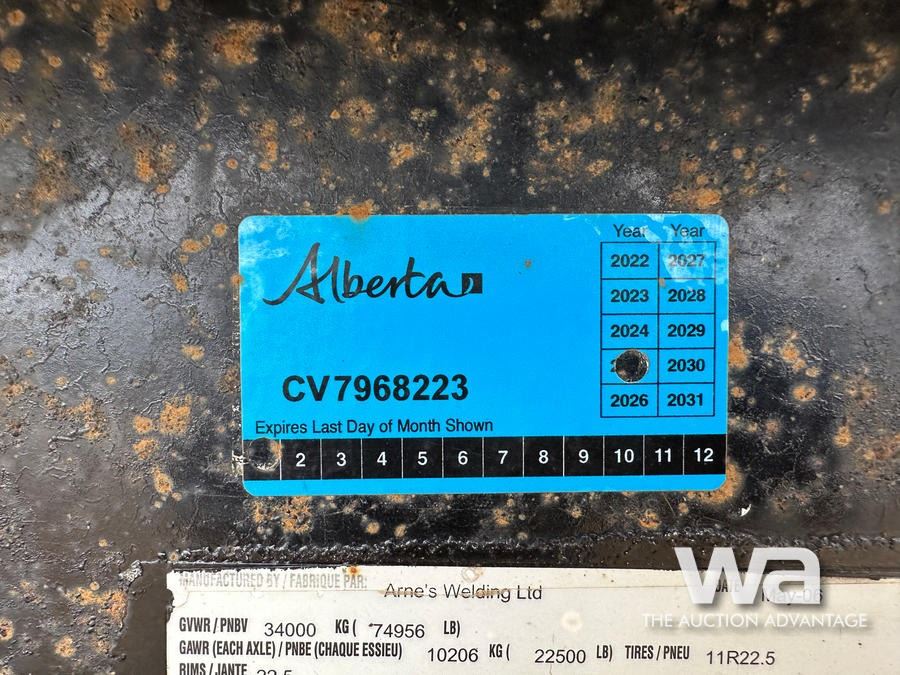 Year Year
2022 2027
Alberta
2023 2028
2024 2029
2030
CV7968223
2026 2031
Expires Last Day of Month Shown
2 3 4 5 6 7 8 9 10 11 12
wa
THE AUCTION ADVANTAGE
MANUFACTURED BY / FABRIQUE PAR: Arne's Welding Ltd DATE May-06
GVWR / PNBV 34000 KG ( 74956 LB)
GAWR (EACH AXLE) / PNBE (CHAQUE ESSIEU) 10206 KG ( 22500 LB) TIRES / PNEU 11R22.5
RIMS / JANTE 22.5